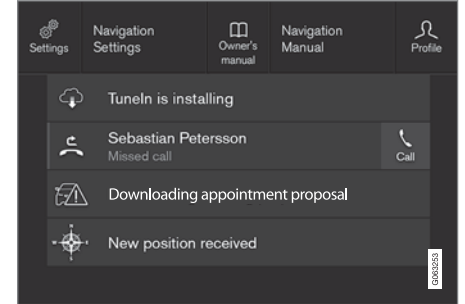 Settings
Navigation
Settings
Owner's
manual
Navigation
Manual
Profile
TuneIn is installing
Sebastian Petersson
Missed call
Call
Downloading appointment proposal
New position received
G063253